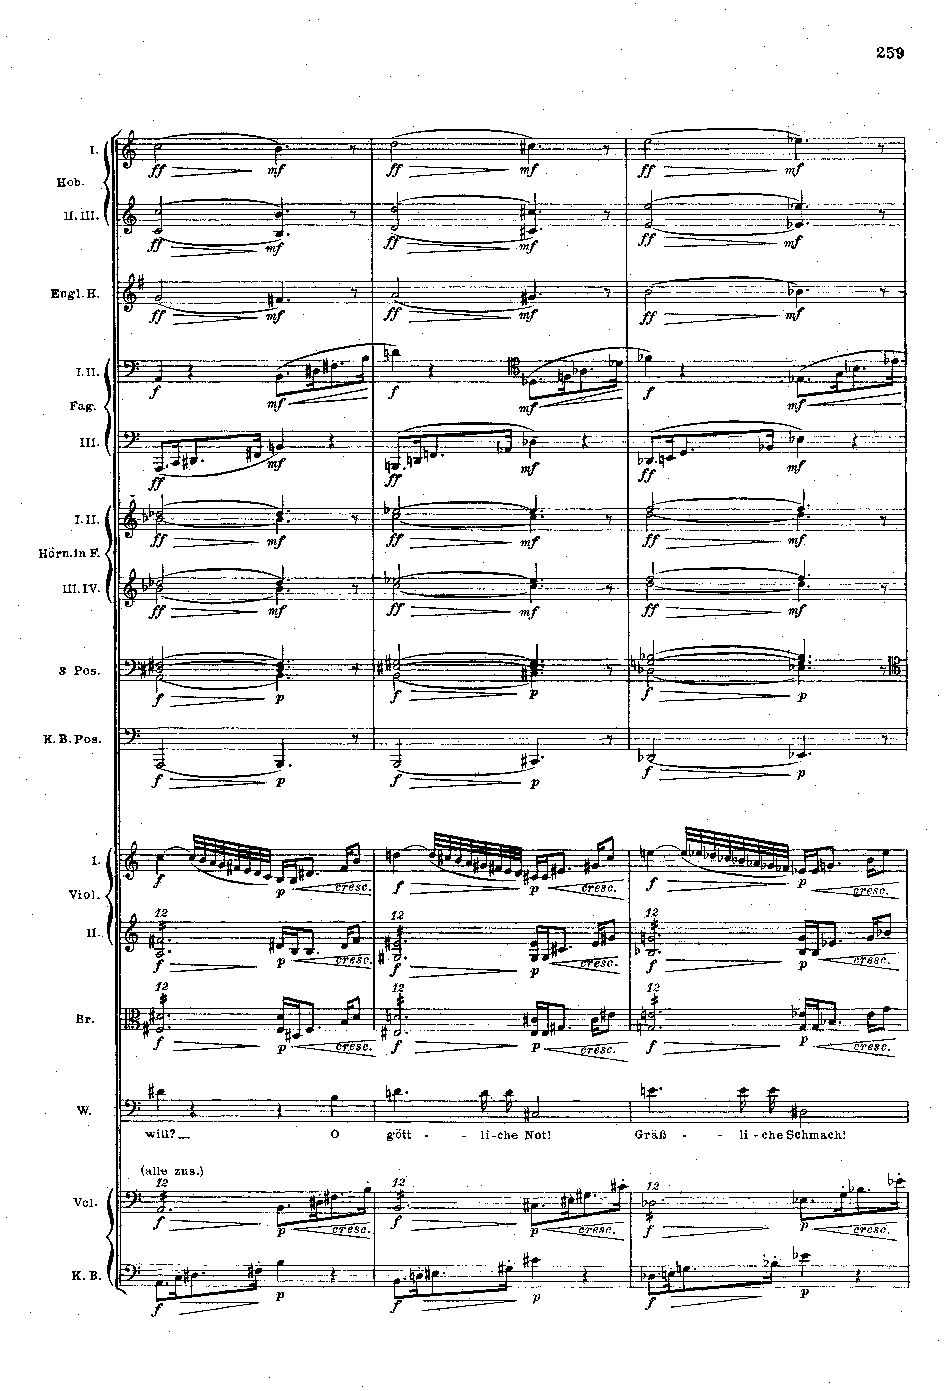 259
I.
ff mf ff mf ff mf
Hob.
II. III.
ff mf ff mf ff mf
Engl. H.
ff mf ff mf ff mf
I. II.
f mf f mf f mf
Fag.
III.
ff mf ff mf ff mf
I. II.
ff mf ff mf ff mf
Hörn. in F.
III. IV.
ff mf ff mf ff mf
3 Pos.
f p f p f p
K. B. Pos.
f p f p f p
I.
f p cresc. f p cresc. f p cresc.
Viol.
12 12 12
II.
f p cresc. f p cresc. f p cresc.
12 12 12
Br.
f p cresc. f p cresc. f p cresc.
W.
will? O gött - - li-che Not! Gräß - - li-che Schmach!
(alle zus.)
12 12 12
Vcl.
f p cresc. f p cresc. f p cresc.
K. B.
f p f p f p